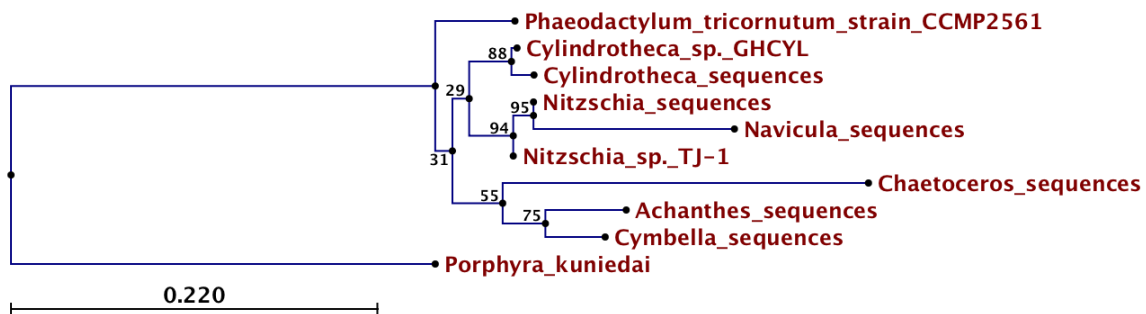 Phaeodactylum_tricornutum_strain_CCMP2561
88 Cylindrotheca_sp._GHCYL
Cylindrotheca_sequences
29
95 Nitzschia_sequences
94 Navicula_sequences
31 Nitzschia_sp._TJ-1
Chaetoceros_sequences
55
75 Achanthes_sequences
Cymbella_sequences
Porphyra_kuniedai
0.220